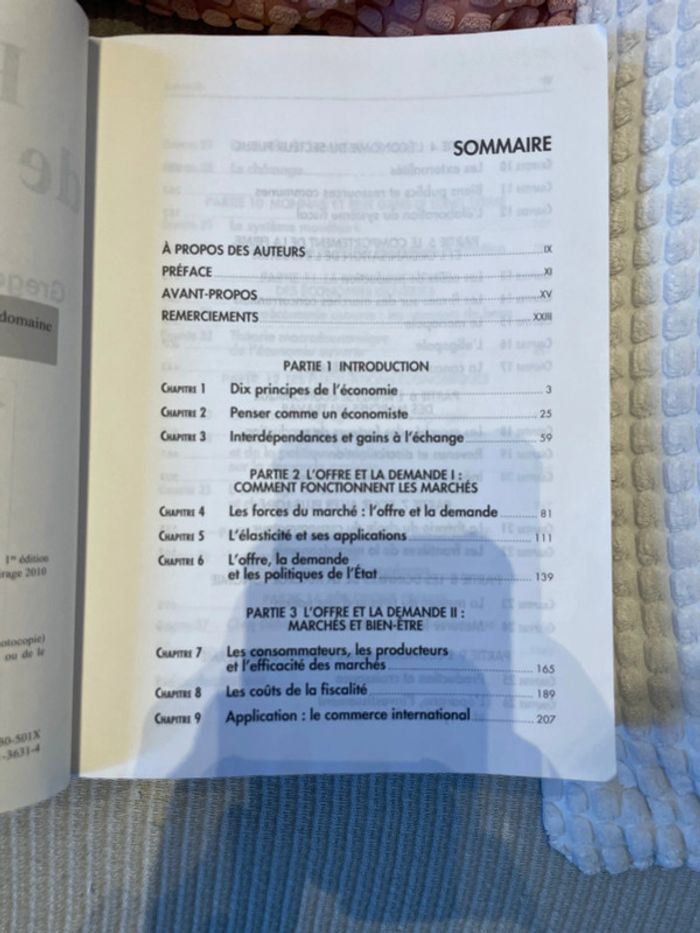 SOMMAIRE
À PROPOS DES AUTEURS IX
PRÉFACE XI
AVANT-PROPOS XV
REMERCIEMENTS XXIII
PARTIE 1 INTRODUCTION
CHAPITRE 1 Dix principes de l'économie 3
CHAPITRE 2 Penser comme un économiste 25
CHAPITRE 3 Interdépendances et gains à l'échange 59
PARTIE 2 L'OFFRE ET LA DEMANDE I :
COMMENT FONCTIONNENT LES MARCHÉS
CHAPITRE 4 Les forces du marché : l'offre et la demande 81
CHAPITRE 5 L'élasticité et ses applications 111
CHAPITRE 6 L'offre, la demande
et les politiques de l'État 139
PARTIE 3 L'OFFRE ET LA DEMANDE II :
MARCHÉS ET BIEN-ÊTRE
CHAPITRE 7 Les consommateurs, les producteurs
et l'efficacité des marchés 165
CHAPITRE 8 Les coûts de la fiscalité 189
CHAPITRE 9 Application : le commerce international 207
de
domaine
1re édition
2010
ou de le